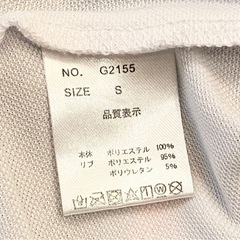 NO. G2155
SIZE S
品質表示
本体 ポリエステル 100%
リブ ポリエステル 95%
ポリウレタン 5%